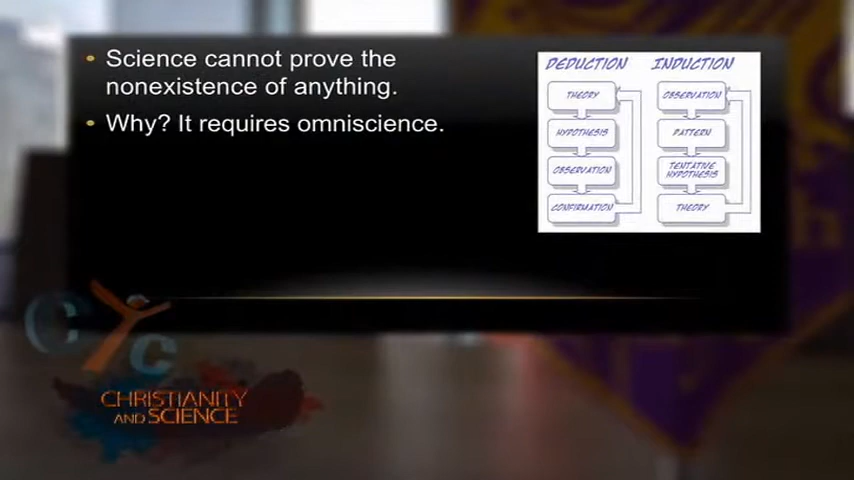 • Science cannot prove the
nonexistence of anything.
• Why? It requires omniscience.
DEDUCTION
THEORY
HYPOTHESIS
OBSERVATION
CONFIRMATION
INDUCTION
OBSERVATION
PATTERN
TENTATIVE
HYPOTHESIS
THEORY
CYC
CHRISTIANITY
AND SCIENCE